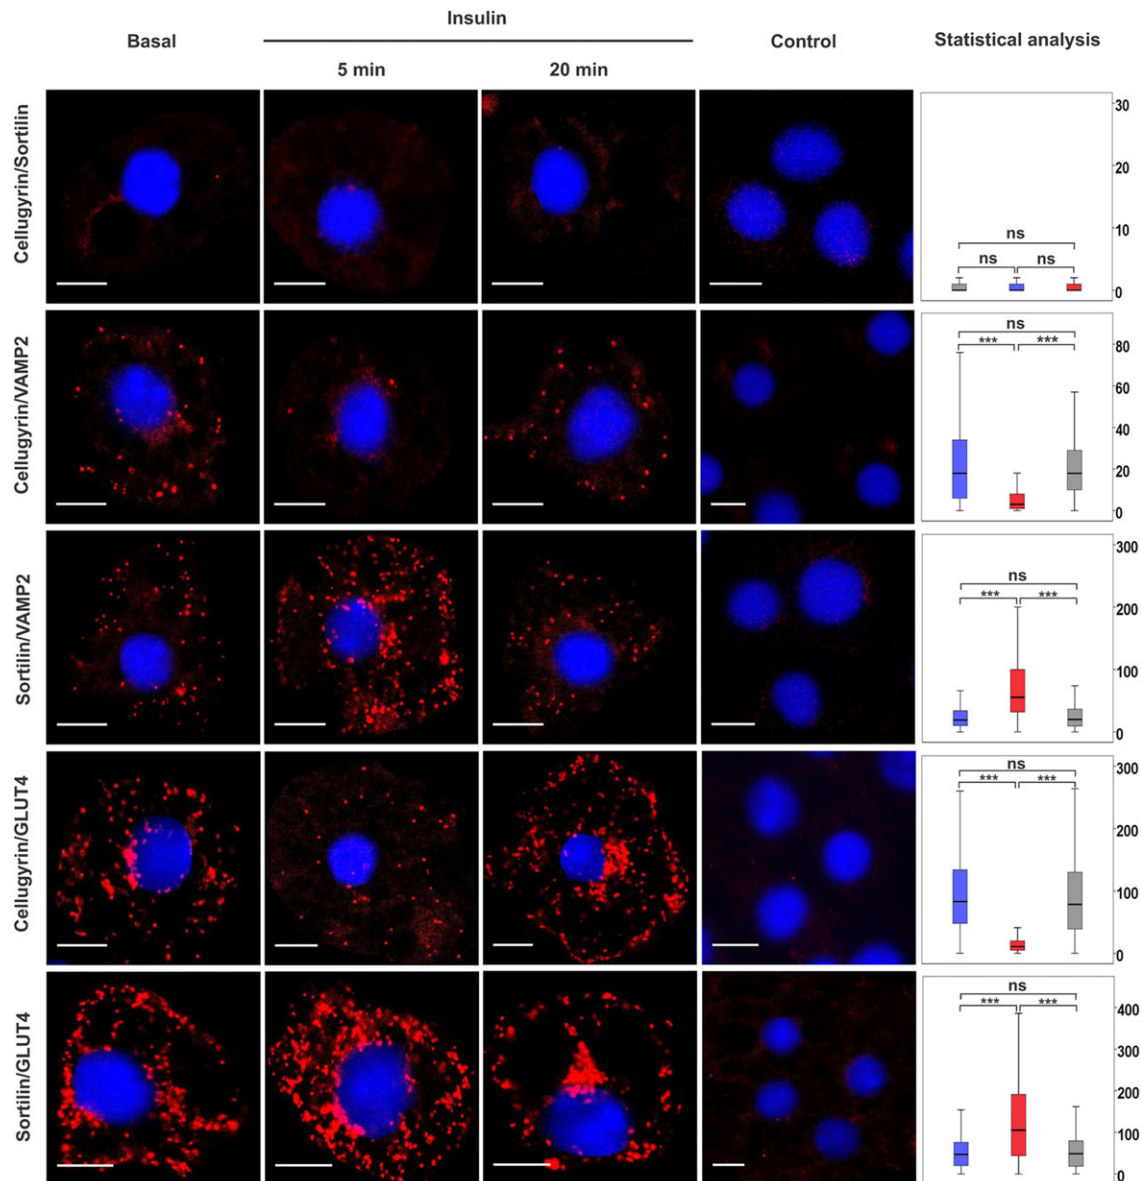 Insulin
Basal
Control
Statistical analysis
5 min
20 min
Cellugyrin/Sortilin
30
20
10
0
ns
ns
ns
Cellugyrin/VAMP2
80
60
40
20
0
ns
***
***
Sortilin/VAMP2
300
200
100
0
ns
***
***
Cellugyrin/GLUT4
300
200
100
0
ns
***
***
Sortilin/GLUT4
400
300
200
100
0
ns
***
***